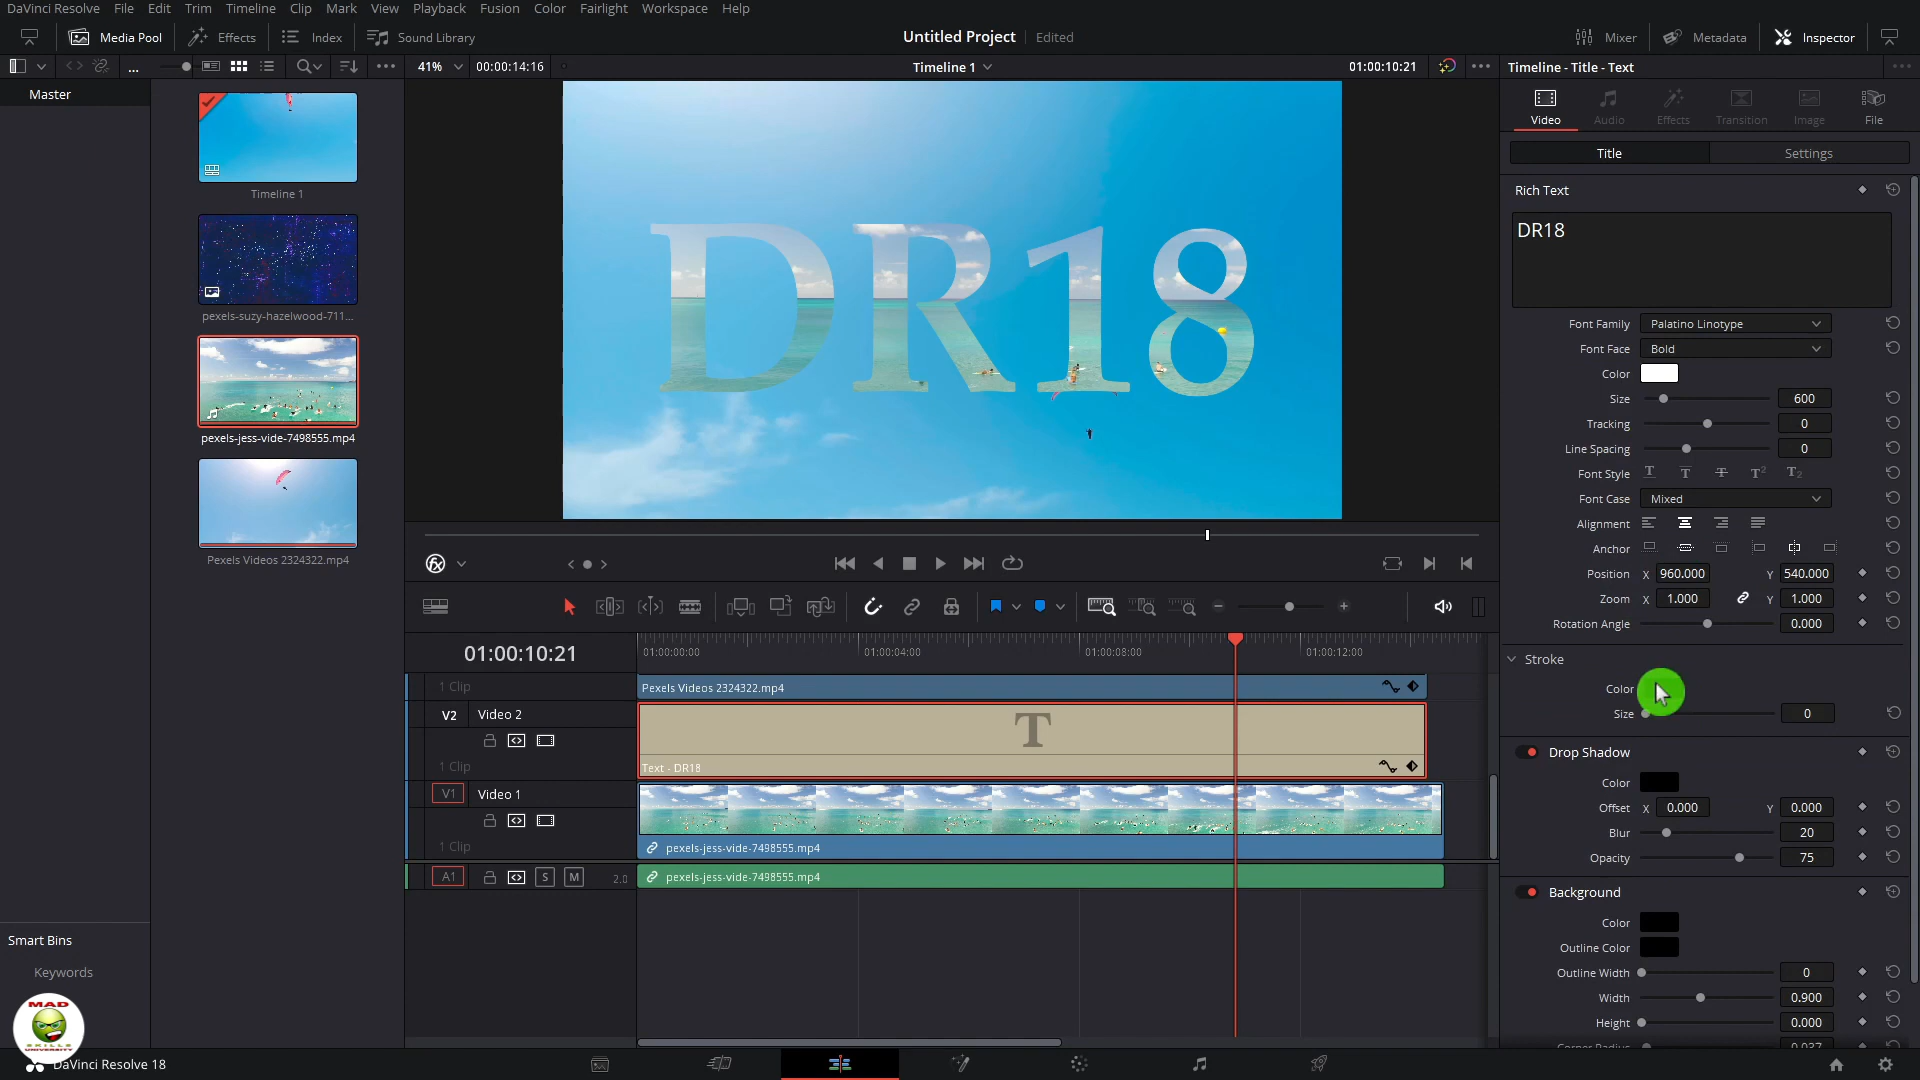 DaVinci Resolve File Edit Trim Timeline Clip Mark View Playback Fusion Color Fairlight Workspace Help
Media Pool Effects Index Sound Library Untitled Project Edited Mixer Metadata Inspector
... 41% 00:00:14:16 Timeline 1 01:00:10:21 Timeline - Title - Text
Master
Timeline 1
pexels-suzy-hazelwood-711...
pexels-jess-vide-7498555.mp4
Pexels Videos 2324322.mp4
Smart Bins
Keywords
MAD
SKILLS
UNIVERSITY
DaVinci Resolve 18
DR18
01:00:10:21
01:00:00:00 01:00:04:00 01:00:08:00 01:00:12:00
1 Clip
Pexels Videos 2324322.mp4
V2 Video 2
1 Clip
T
Text - DR18
V1 Video 1
1 Clip
pexels-jess-vide-7498555.mp4
A1 S M 2.0
pexels-jess-vide-7498555.mp4
Video Audio Effects Transition Image File
Title Settings
Rich Text
DR18
Font Family Palatino Linotype
Font Face Bold
Color
Size 600
Tracking 0
Line Spacing 0
Font Style T T T T2 T2
Font Case Mixed
Alignment
Anchor
Position X 960.000 Y 540.000
Zoom X 1.000 Y 1.000
Rotation Angle 0.000
Stroke
Color
Size 0
Drop Shadow
Color
Offset X 0.000 Y 0.000
Blur 20
Opacity 75
Background
Color
Outline Color
Outline Width 0
Width 0.900
Height 0.000
Corner Radius 0.037